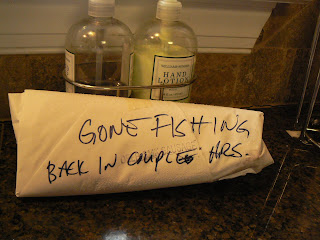 HAND
LOTION
GONE FISHING
BACK IN COUPLE HRS.